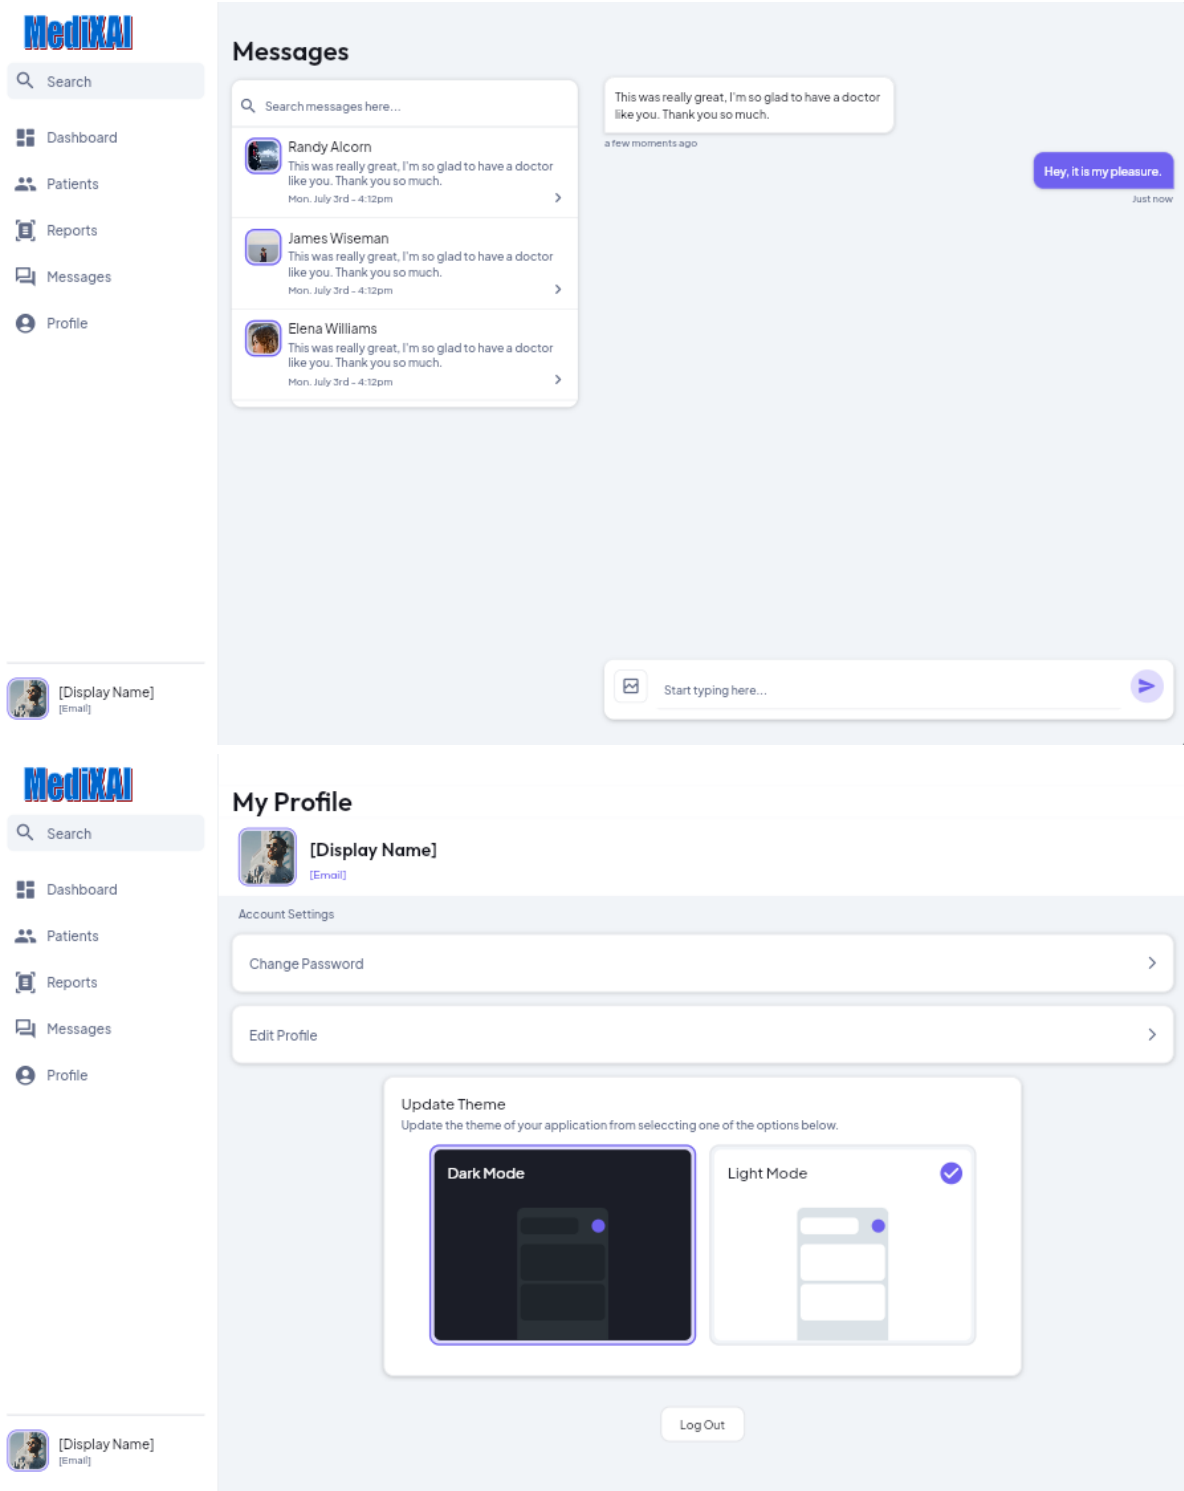 MediXAI
Search
Dashboard
Patients
Reports
Messages
Profile
[Display Name]
[Email]
Messages
Search messages here...
Randy Alcorn
This was really great, I'm so glad to have a doctor
like you. Thank you so much.
Mon. July 3rd - 4:12pm
James Wiseman
This was really great, I'm so glad to have a doctor
like you. Thank you so much.
Mon. July 3rd - 4:12pm
Elena Williams
This was really great, I'm so glad to have a doctor
like you. Thank you so much.
Mon. July 3rd - 4:12pm
This was really great, I'm so glad to have a doctor
like you. Thank you so much.
a few moments ago
Hey, it is my pleasure.
Just now
Start typing here...
MediXAI
Search
Dashboard
Patients
Reports
Messages
Profile
[Display Name]
[Email]
My Profile
[Display Name]
[Email]
Account Settings
Change Password
Edit Profile
Update Theme
Update the theme of your application from seleccting one of the options below.
Dark Mode
Light Mode
Log Out